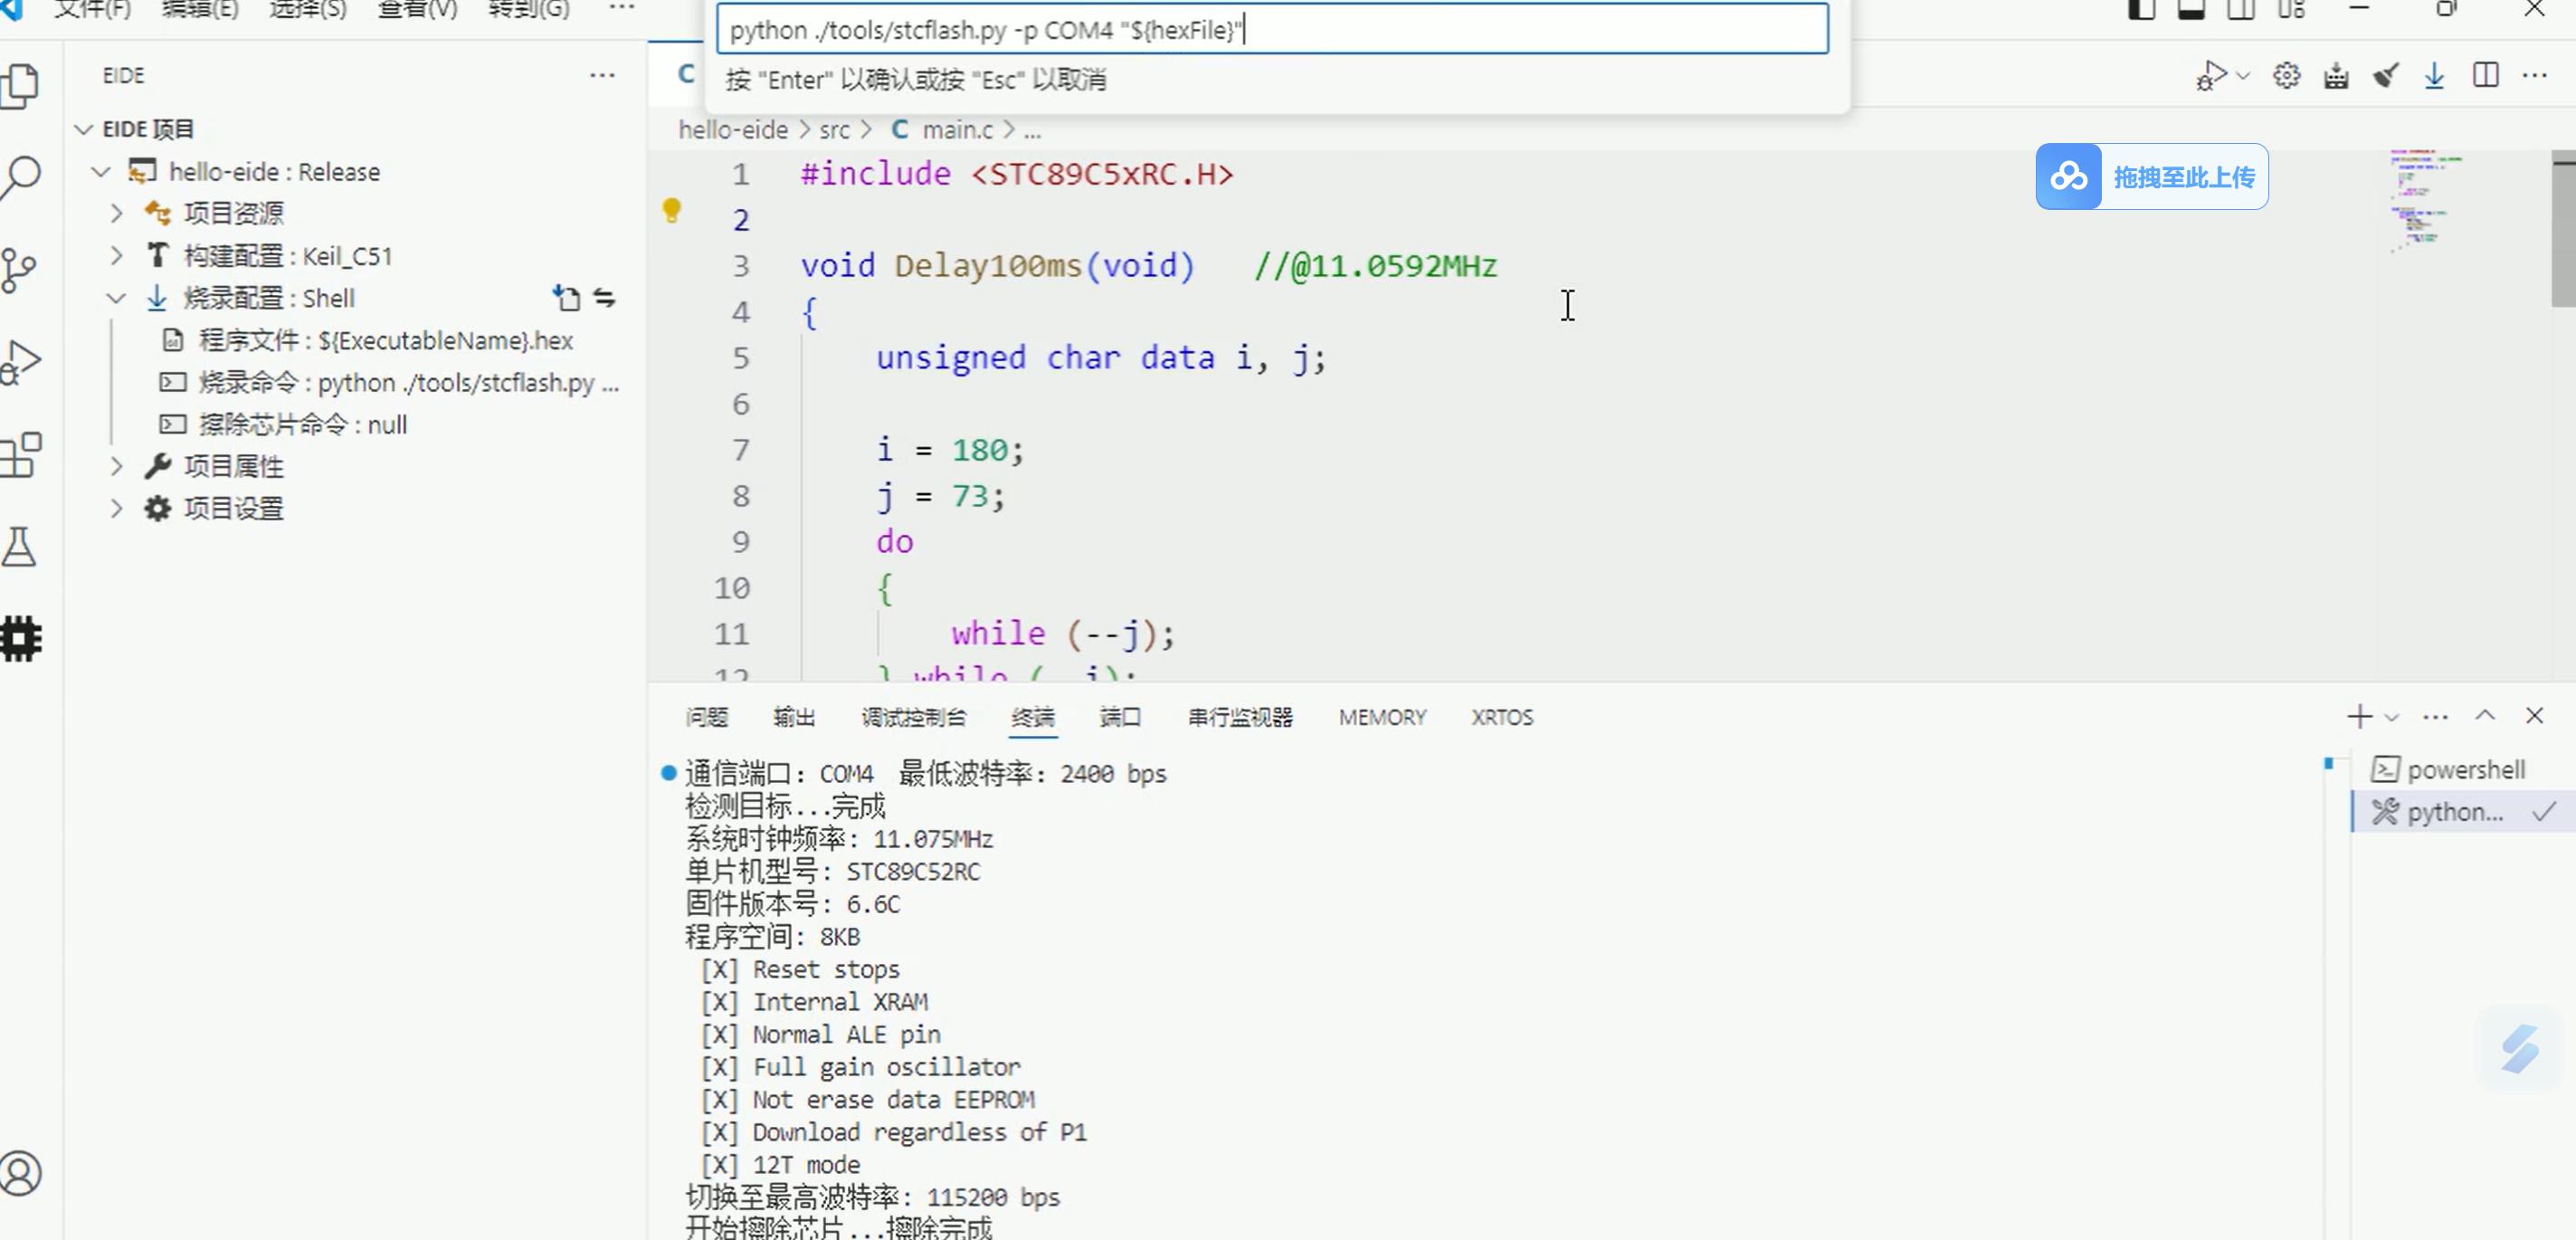 文件(F) 编辑(E) 选择(S) 查看(V) 转到(G) ...
python ./tools/stcflash.py -p COM4 "${hexFile}"
按 "Enter" 以确认或按 "Esc" 以取消
EIDE
EIDE 项目
hello-eide : Release
项目资源
构建配置 : Keil_C51
烧录配置 : Shell
程序文件 : ${ExecutableName}.hex
烧录命令 : python ./tools/stcflash.py ...
擦除芯片命令 : null
项目属性
项目设置
C
hello-eide > src > C main.c > ...
拖拽至此上传
1 #include <STC89C5xRC.H>
2
3 void Delay100ms(void) //@11.0592MHz
4 {
5 unsigned char data i, j;
6
7 i = 180;
8 j = 73;
9 do
10 {
11 while (--j);
12 } while (--i);
问题 输出 调试控制台 终端 端口 串行监视器 MEMORY XRTOS
通信端口: COM4 最低波特率: 2400 bps
检测目标...完成
系统时钟频率: 11.075MHz
单片机型号: STC89C52RC
固件版本号: 6.6C
程序空间: 8KB
[X] Reset stops
[X] Internal XRAM
[X] Normal ALE pin
[X] Full gain oscillator
[X] Not erase data EEPROM
[X] Download regardless of P1
[X] 12T mode
切换至最高波特率: 115200 bps
开始擦除芯片...擦除完成
powershell
python...